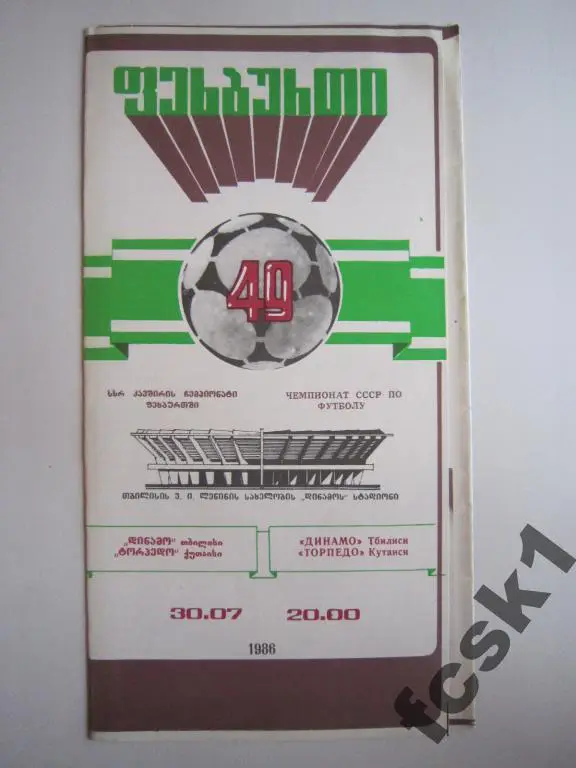 ფეხბურთი
49
სსრ კავშირის ჩემპიონატი
ფეხბურთში
ЧЕМПИОНАТ СССР ПО
ФУТБОЛУ
თბილისის ვ. ი. ლენინის სახელობის „დინამოს“ სტადიონი
„დინამო“ თბილისი
„ტორპედო“ ქუთაისი
«ДИНАМО» Тбилиси
«ТОРПЕДО» Кутаиси
30.07 20.00
1986
fcsk1